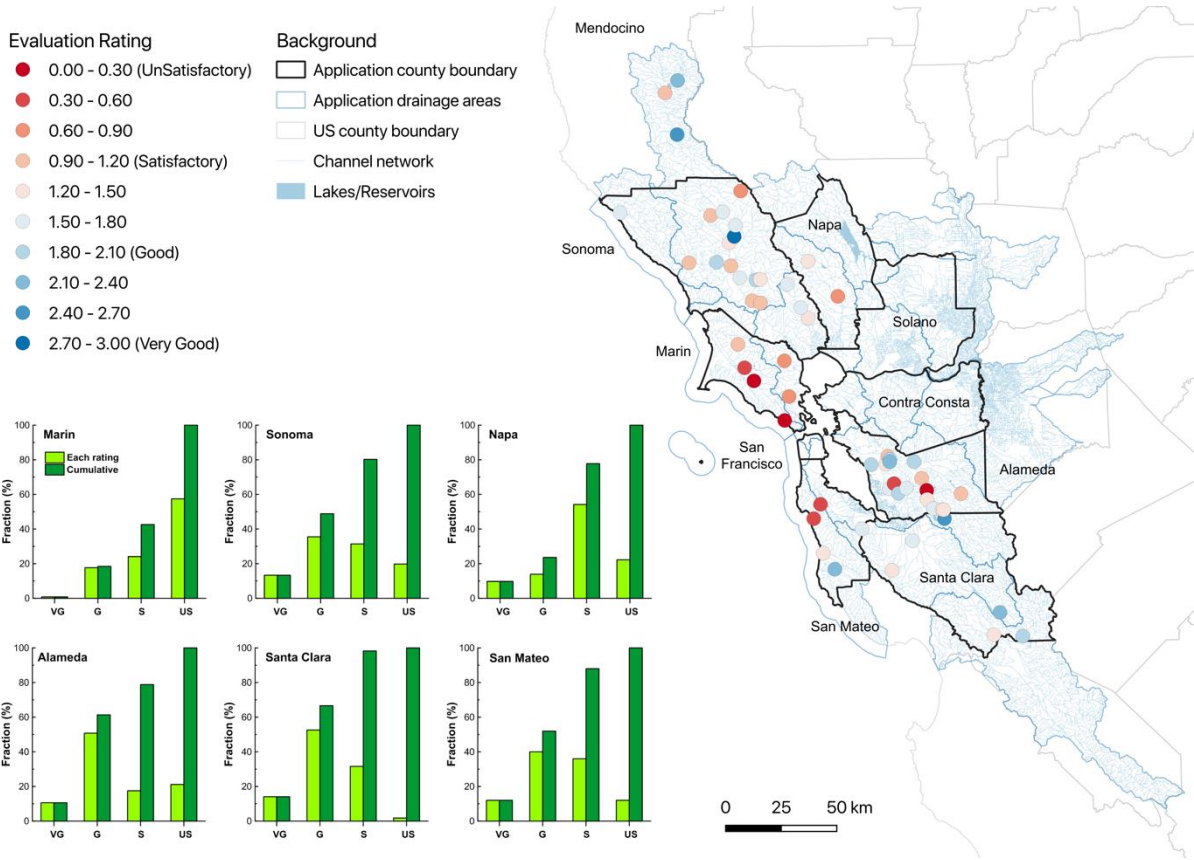 Evaluation Rating
0.00 - 0.30 (UnSatisfactory)
0.30 - 0.60
0.60 - 0.90
0.90 - 1.20 (Satisfactory)
1.20 - 1.50
1.50 - 1.80
1.80 - 2.10 (Good)
2.10 - 2.40
2.40 - 2.70
2.70 - 3.00 (Very Good)
Background
Application county boundary
Application drainage areas
US county boundary
Channel network
Lakes/Reservoirs
Mendocino
Napa
Sonoma
Solano
Marin
Contra Consta
San
Francisco
Alameda
Santa Clara
San Mateo
0 25 50 km
Marin
Each rating
Cumulative
Fraction (%)
100
80
60
40
20
0
VG G S US
Sonoma
Fraction (%)
100
80
60
40
20
0
VG G S US
Napa
Fraction (%)
100
80
60
40
20
0
VG G S US
Alameda
Fraction (%)
100
80
60
40
20
0
VG G S US
Santa Clara
Fraction (%)
100
80
60
40
20
0
VG G S US
San Mateo
Fraction (%)
100
80
60
40
20
0
VG G S US